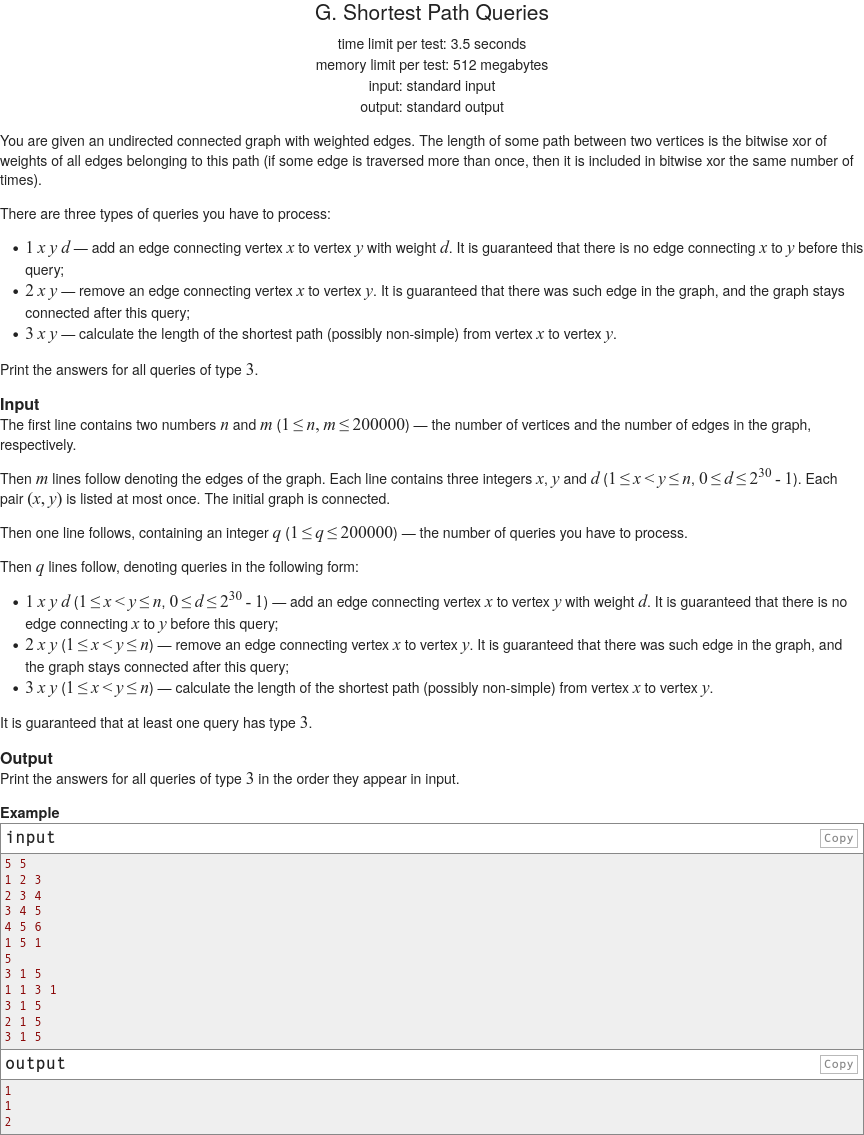 G. Shortest Path Queries
time limit per test: 3.5 seconds
memory limit per test: 512 megabytes
input: standard input
output: standard output
You are given an undirected connected graph with weighted edges. The length of some path between two vertices is the bitwise xor of
weights of all edges belonging to this path (if some edge is traversed more than once, then it is included in bitwise xor the same number of
times).
There are three types of queries you have to process:
• 1 x y d — add an edge connecting vertex x to vertex y with weight d. It is guaranteed that there is no edge connecting x to y before this
query;
• 2 x y — remove an edge connecting vertex x to vertex y. It is guaranteed that there was such edge in the graph, and the graph stays
connected after this query;
• 3 x y — calculate the length of the shortest path (possibly non-simple) from vertex x to vertex y.
Print the answers for all queries of type 3.
Input
The first line contains two numbers n and m (1 ≤ n, m ≤ 200000) — the number of vertices and the number of edges in the graph,
respectively.
Then m lines follow denoting the edges of the graph. Each line contains three integers x, y and d (1 ≤ x < y ≤ n, 0 ≤ d ≤ 2^30 - 1). Each
pair (x, y) is listed at most once. The initial graph is connected.
Then one line follows, containing an integer q (1 ≤ q ≤ 200000) — the number of queries you have to process.
Then q lines follow, denoting queries in the following form:
• 1 x y d (1 ≤ x < y ≤ n, 0 ≤ d ≤ 2^30 - 1) — add an edge connecting vertex x to vertex y with weight d. It is guaranteed that there is no
edge connecting x to y before this query;
• 2 x y (1 ≤ x < y ≤ n) — remove an edge connecting vertex x to vertex y. It is guaranteed that there was such edge in the graph, and
the graph stays connected after this query;
• 3 x y (1 ≤ x < y ≤ n) — calculate the length of the shortest path (possibly non-simple) from vertex x to vertex y.
It is guaranteed that at least one query has type 3.
Output
Print the answers for all queries of type 3 in the order they appear in input.
Example
input Copy
5 5
1 2 3
2 3 4
3 4 5
4 5 6
1 5 1
5
3 1 5
1 1 3 1
3 1 5
2 1 5
3 1 5
output Copy
1
1
2